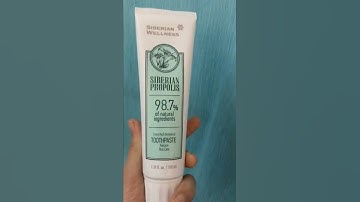 SIBERIAN
WELLNESS
SIBERIAN
PROPOLIS
98.7%
of natural
ingredients
TOOTHPASTE